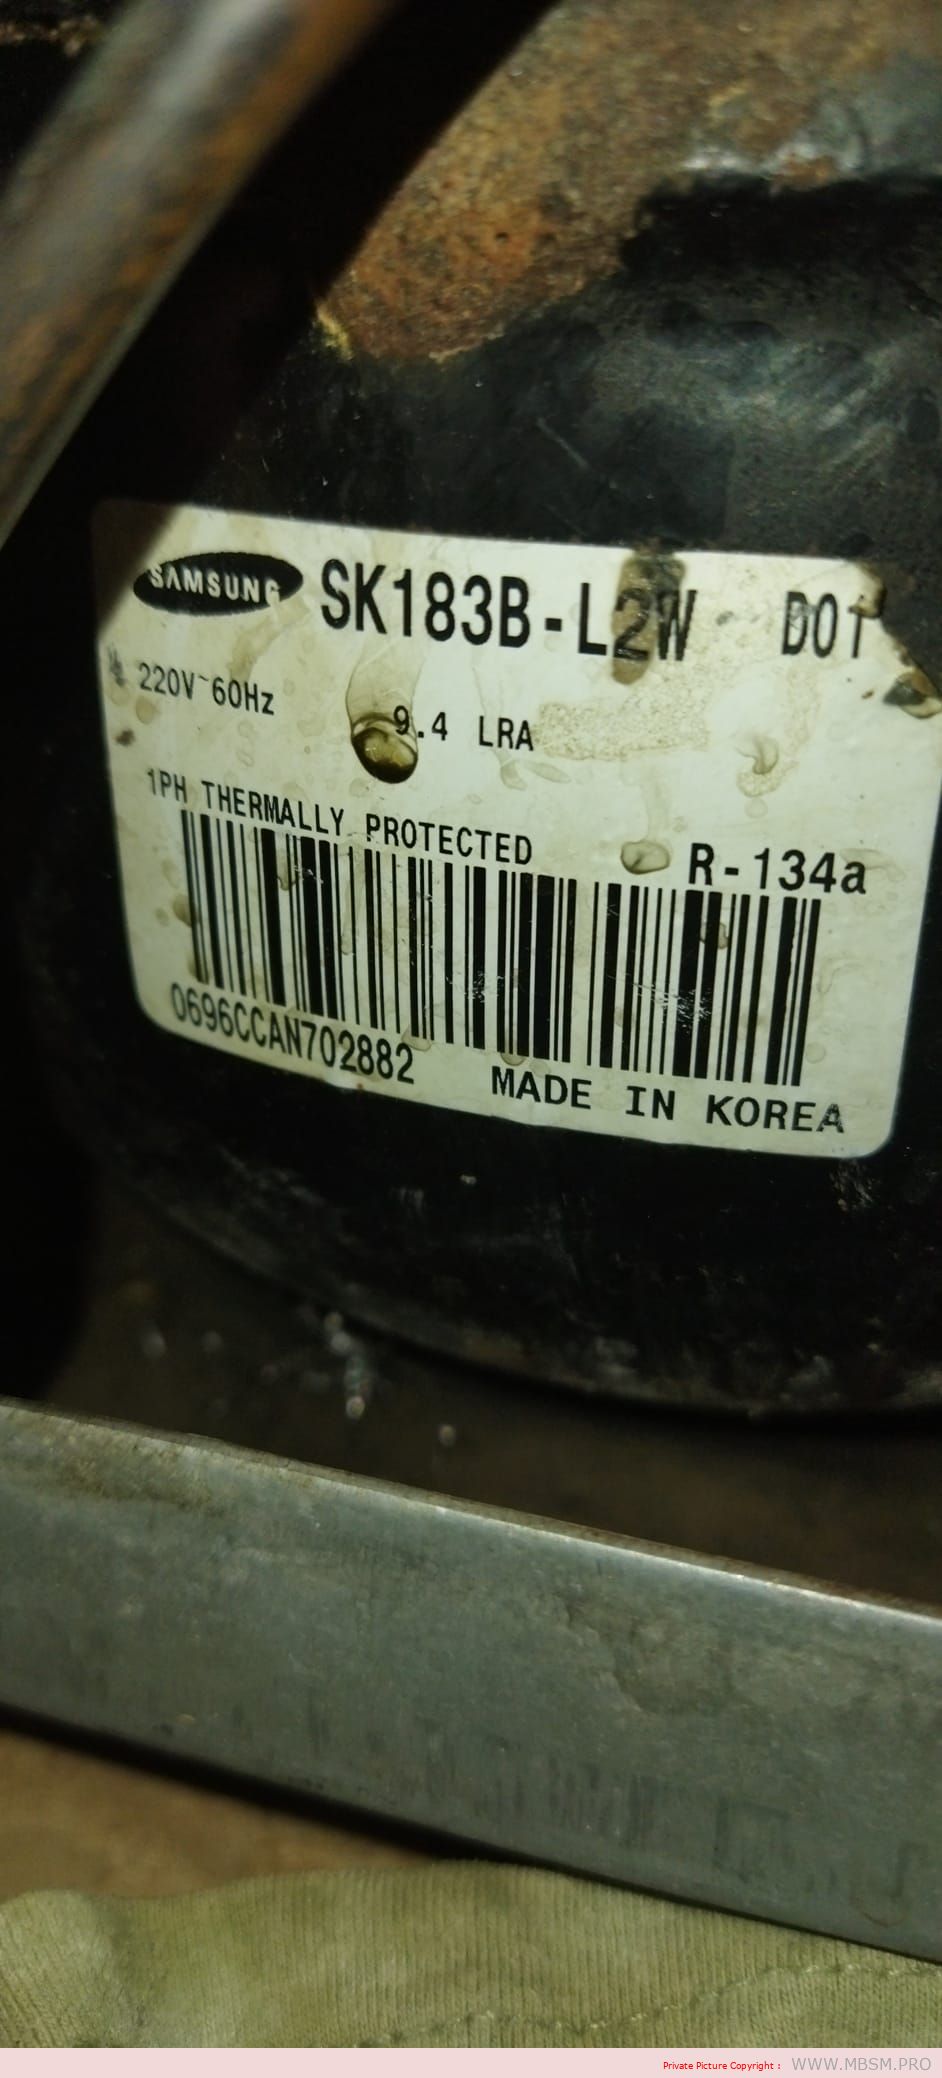 SAMSUNG SK183B-L2W D01
220V~60Hz
9.4 LRA
1PH THERMALLY PROTECTED
R-134a
0696CCAN702882
MADE IN KOREA
Private Picture Copyright : WWW.MBSM.PRO